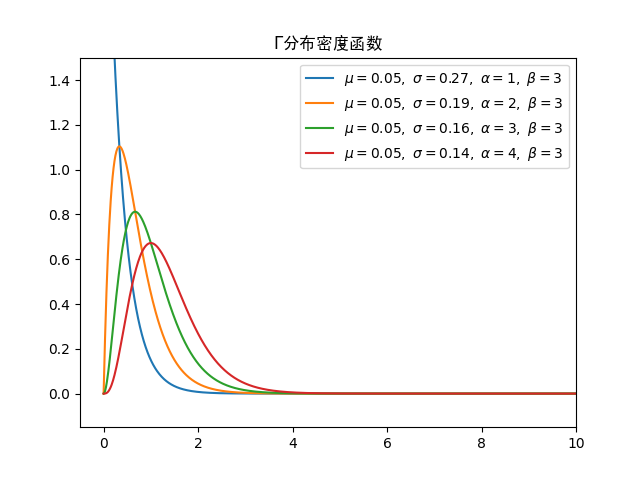 Γ分布密度函数
μ = 0.05, σ = 0.27, α = 1, β = 3
μ = 0.05, σ = 0.19, α = 2, β = 3
μ = 0.05, σ = 0.16, α = 3, β = 3
μ = 0.05, σ = 0.14, α = 4, β = 3
1.4
1.2
1.0
0.8
0.6
0.4
0.2
0.0
0 2 4 6 8 10